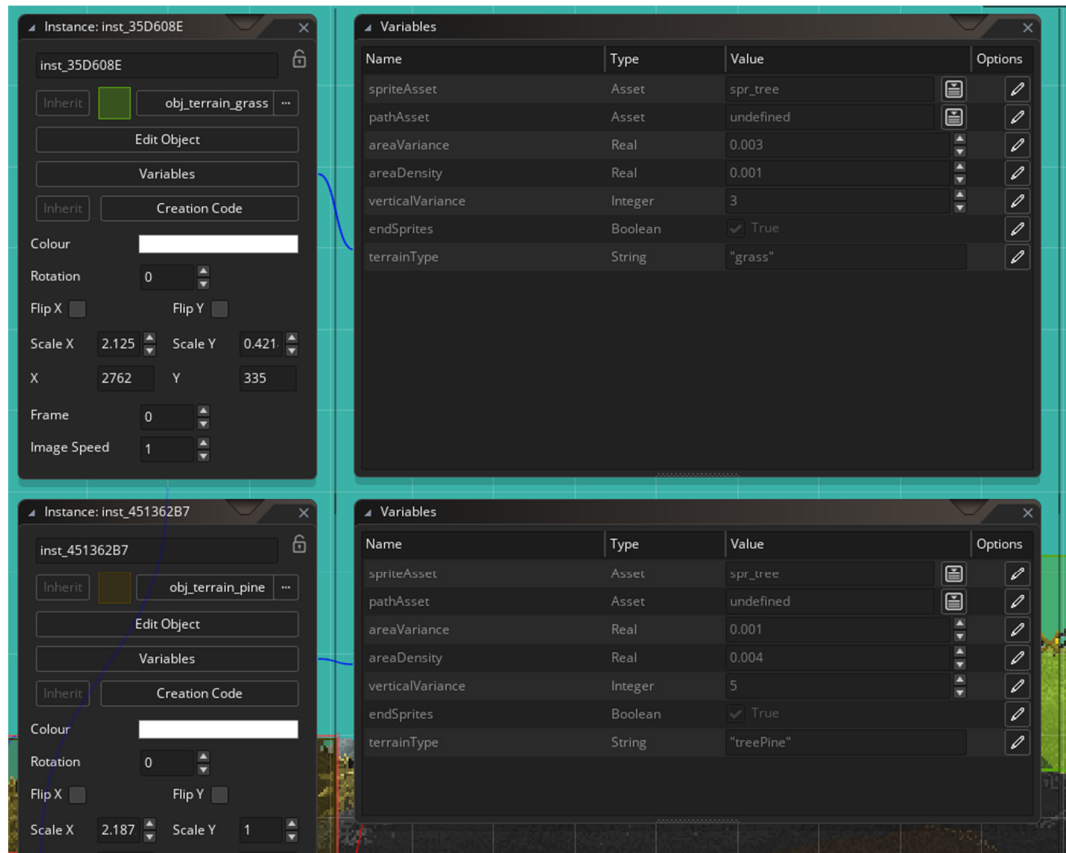 Instance: inst_35D608E
inst_35D608E
Inherit obj_terrain_grass ...
Edit Object
Variables
Inherit Creation Code
Colour
Rotation 0
Flip X Flip Y
Scale X 2.125 Scale Y 0.421
X 2762 Y 335
Frame 0
Image Speed 1
Variables
Name Type Value Options
spriteAsset Asset spr_tree
pathAsset Asset undefined
areaVariance Real 0.003
areaDensity Real 0.001
verticalVariance Integer 3
endSprites Boolean True
terrainType String "grass"
Instance: inst_451362B7
inst_451362B7
Inherit obj_terrain_pine ...
Edit Object
Variables
Inherit Creation Code
Colour
Rotation 0
Flip X Flip Y
Scale X 2.187 Scale Y 1
Variables
Name Type Value Options
spriteAsset Asset spr_tree
pathAsset Asset undefined
areaVariance Real 0.001
areaDensity Real 0.004
verticalVariance Integer 5
endSprites Boolean True
terrainType String "treePine"